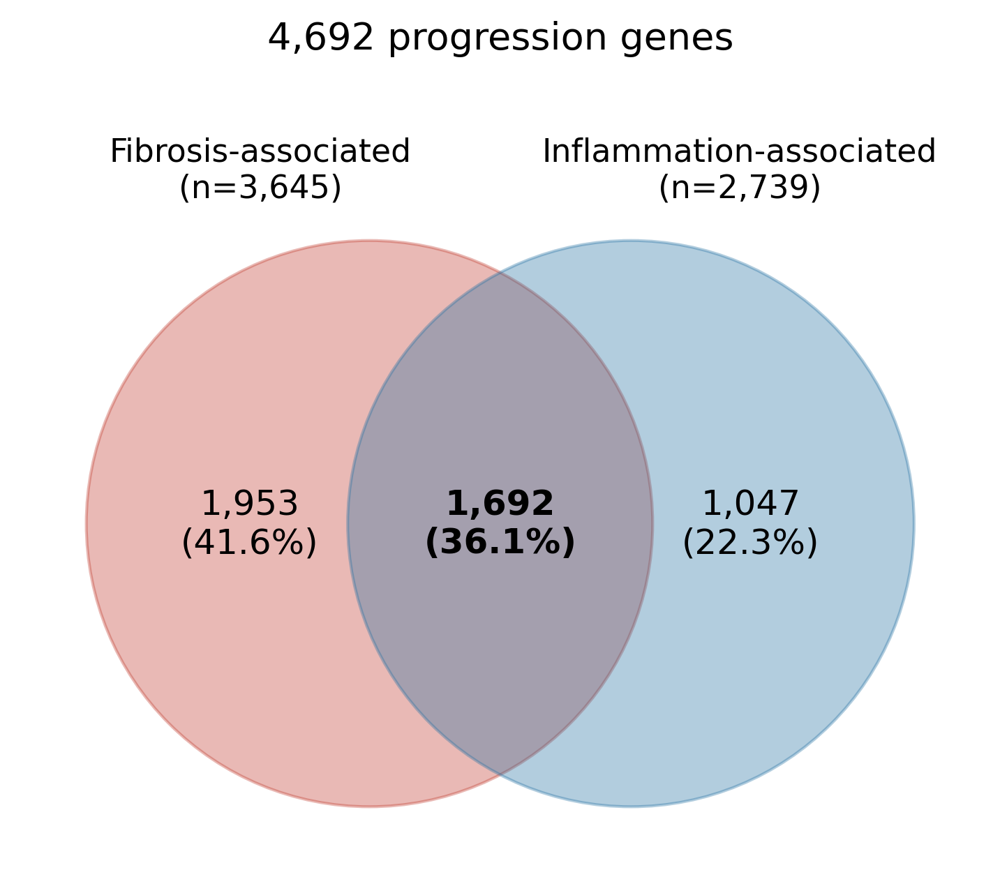 4,692 progression genes
Fibrosis-associated
(n=3,645)
Inflammation-associated
(n=2,739)
1,953
(41.6%)
1,692
(36.1%)
1,047
(22.3%)